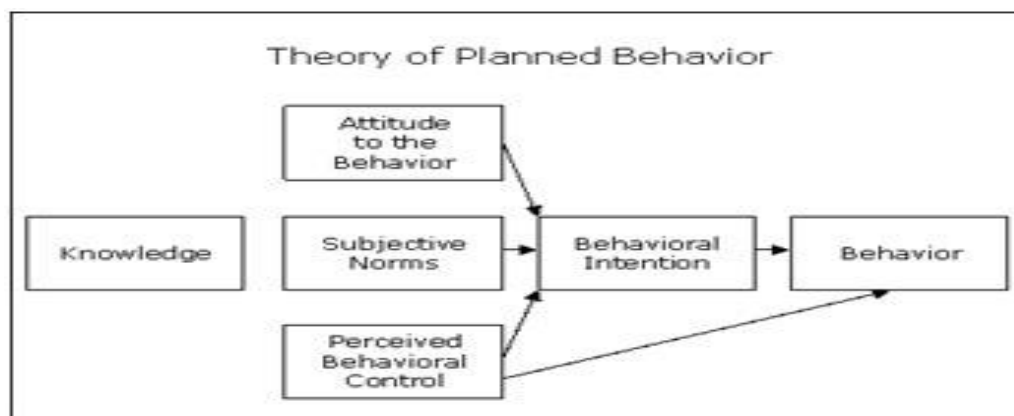 Theory of Planned Behavior
Attitude
to the
Behavior
Knowledge
Subjective
Norms
Behavioral
Intention
Behavior
Perceived
Behavioral
Control